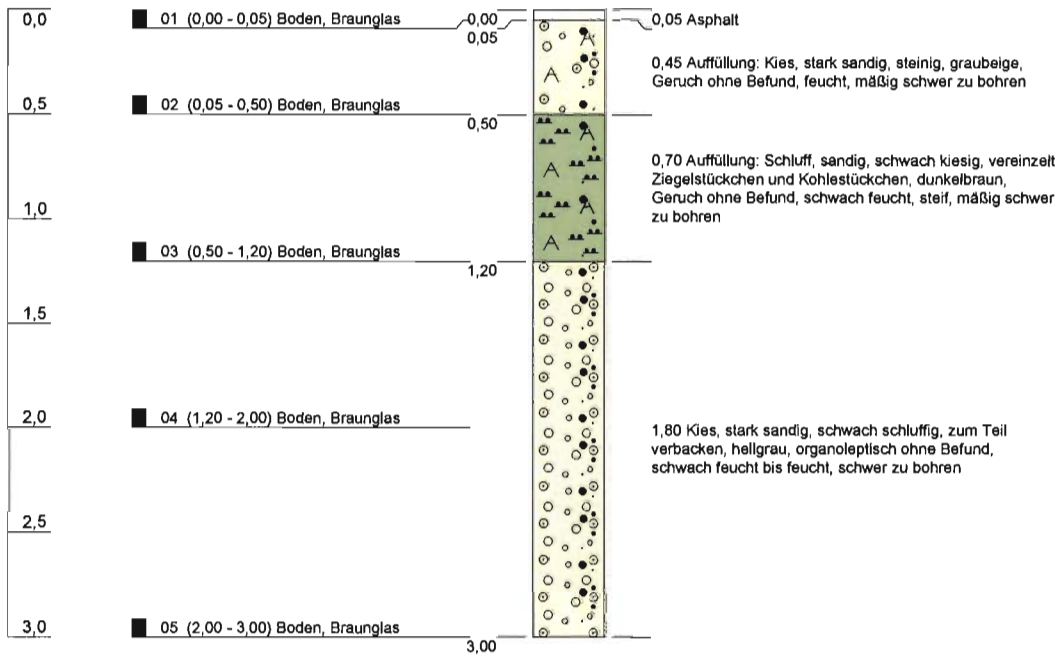 0,0
01 (0,00 - 0,05) Boden, Braunglas
0,00
0,05 Asphalt
0,05
0,45 Auffüllung: Kies, stark sandig, steinig, graubeige,
Geruch ohne Befund, feucht, mäßig schwer zu bohren
0,5
02 (0,05 - 0,50) Boden, Braunglas
0,50
0,70 Auffüllung: Schluff, sandig, schwach kiesig, vereinzelt
Ziegelstückchen und Kohlestückchen, dunkelbraun,
Geruch ohne Befund, schwach feucht, steif, mäßig schwer
zu bohren
1,0
03 (0,50 - 1,20) Boden, Braunglas
1,20
1,5
2,0
04 (1,20 - 2,00) Boden, Braunglas
1,80 Kies, stark sandig, schwach schluffig, zum Teil
verbacken, hellgrau, organoleptisch ohne Befund,
schwach feucht bis feucht, schwer zu bohren
2,5
3,0
05 (2,00 - 3,00) Boden, Braunglas
3,00